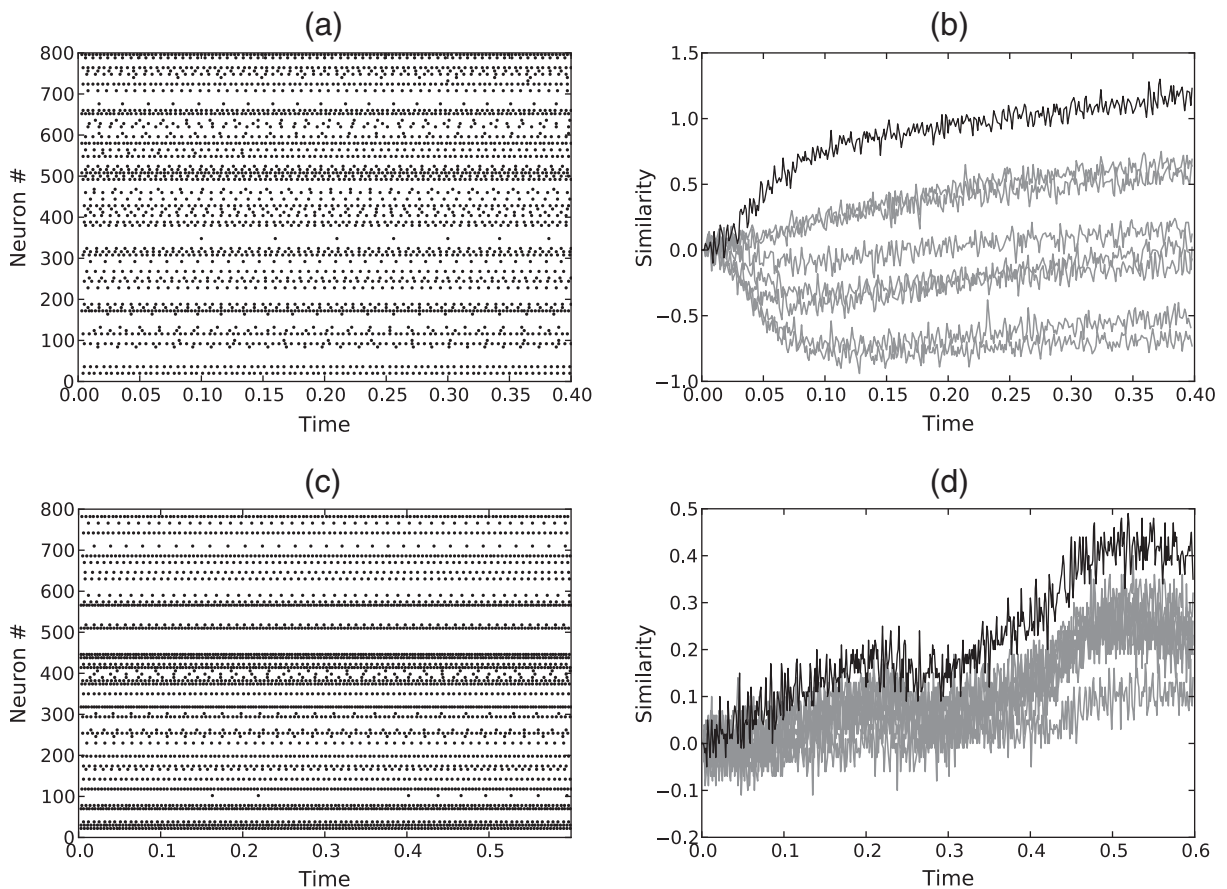 (a)
(b)
800
700
600
500
400
300
200
100
0
Neuron #
0.00 0.05 0.10 0.15 0.20 0.25 0.30 0.35 0.40
Time
1.5
1.0
0.5
0.0
−0.5
−1.0
Similarity
0.00 0.05 0.10 0.15 0.20 0.25 0.30 0.35 0.40
Time
(c)
(d)
800
700
600
500
400
300
200
100
0
Neuron #
0.0 0.1 0.2 0.3 0.4 0.5
Time
0.5
0.4
0.3
0.2
0.1
0.0
−0.1
−0.2
Similarity
0.0 0.1 0.2 0.3 0.4 0.5 0.6
Time